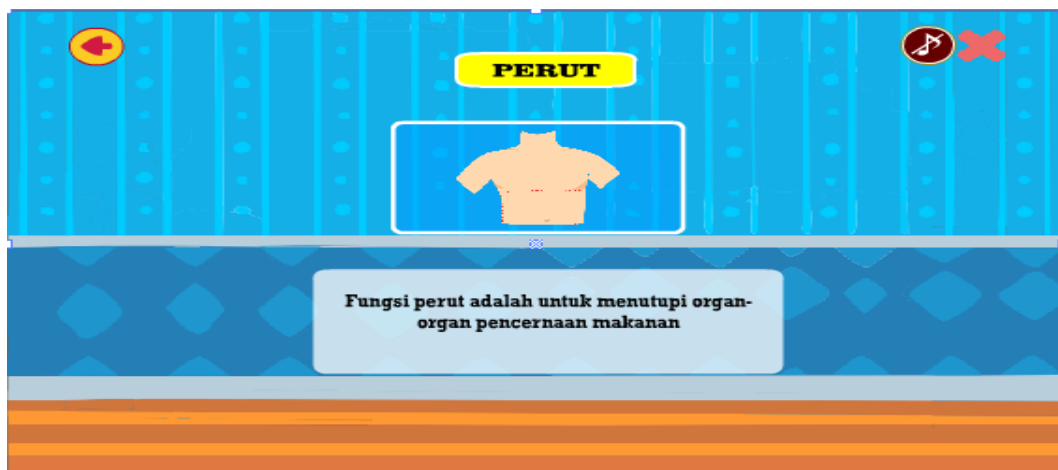 PERUT
Fungsi perut adalah untuk menutupi organ-
organ pencernaan makanan